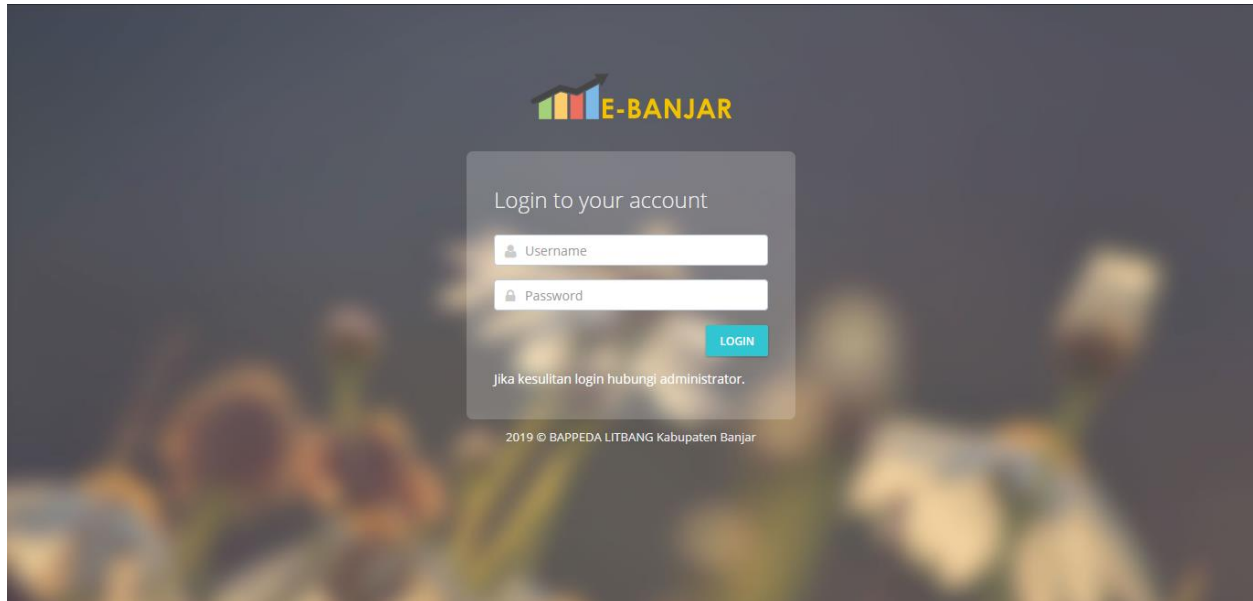 E-BANJAR
Login to your account
Username
Password
LOGIN
Jika kesulitan login hubungi administrator.
2019 © BAPPEDA LITBANG Kabupaten Banjar